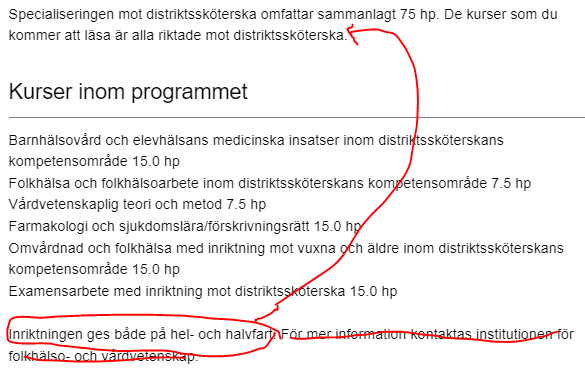 Specialiseringen mot distriktssköterska omfattar sammanlagt 75 hp. De kurser som du
kommer att läsa är alla riktade mot distriktssköterska.
Kurser inom programmet
Barnhälsovård och elevhälsans medicinska insatser inom distriktssköterskans
kompetensområde 15.0 hp
Folkhälsa och folkhälsoarbete inom distriktssköterskans kompetensområde 7.5 hp
Vårdvetenskaplig teori och metod 7.5 hp
Farmakologi och sjukdomslära/förskrivningsrätt 15.0 hp
Omvårdnad och folkhälsa med inriktning mot vuxna och äldre inom distriktssköterskans
kompetensområde 15.0 hp
Examensarbete med inriktning mot distriktssköterska 15.0 hp
Inriktningen ges både på hel- och halvfart. För mer information kontaktas institutionen för
folkhälso- och vårdvetenskap.